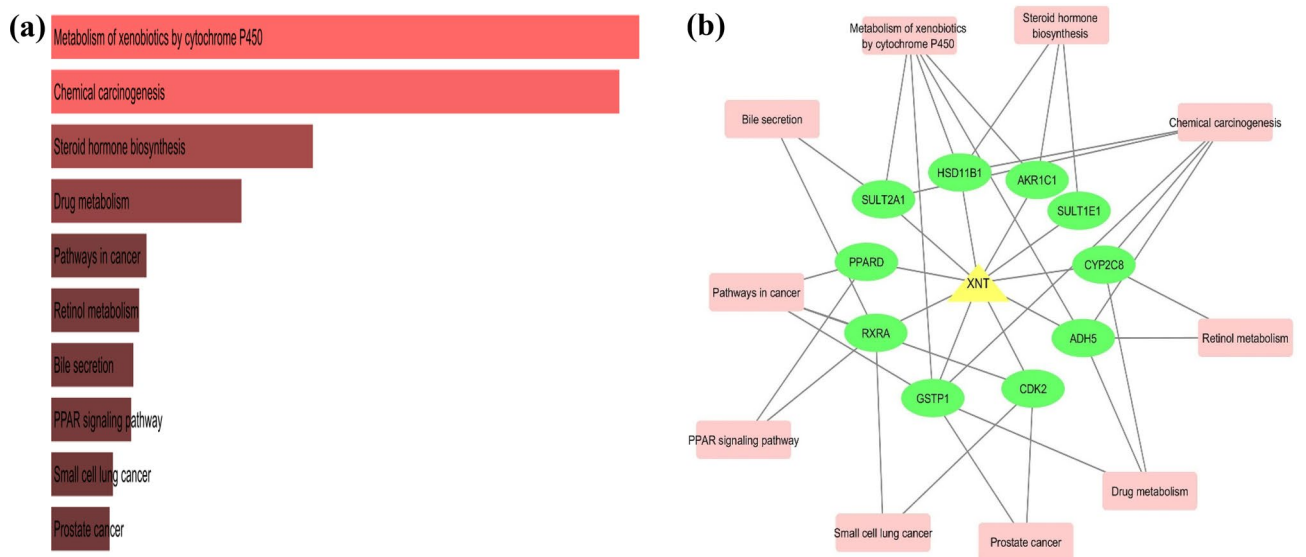 (a)
Metabolism of xenobiotics by cytochrome P450
Chemical carcinogenesis
Steroid hormone biosynthesis
Drug metabolism
Pathways in cancer
Retinol metabolism
Bile secretion
PPAR signaling pathway
Small cell lung cancer
Prostate cancer
(b)
Metabolism of xenobiotics
by cytochrome P450
Steroid hormone
biosynthesis
Bile secretion
Chemical carcinogenesis
HSD11B1
AKR1C1
SULT2A1
SULT1E1
PPARD
CYP2C8
XNT
Pathways in cancer
RXRA
ADH5
Retinol metabolism
GSTP1
CDK2
PPAR signaling pathway
Drug metabolism
Small cell lung cancer
Prostate cancer